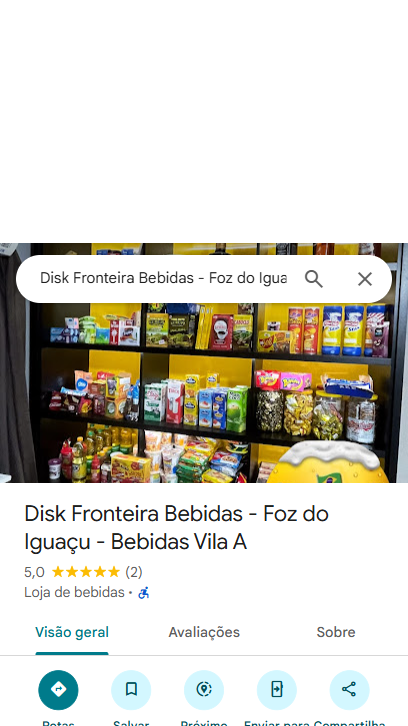 Disk Fronteira Bebidas - Foz do Igua
Disk Fronteira Bebidas - Foz do
Iguaçu - Bebidas Vila A
5,0 ★★★★★ (2)
Loja de bebidas •
Visão geral Avaliações Sobre
Rotas Salvar Próximo Enviar para Compartilha